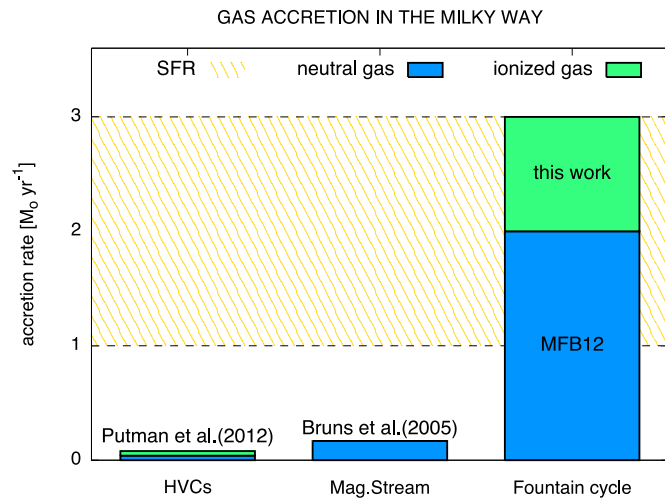 GAS ACCRETION IN THE MILKY WAY
SFR neutral gas ionized gas
3
2
1
0
accretion rate [M₀ yr⁻¹]
this work
MFB12
Putman et al.(2012)
Bruns et al.(2005)
HVCs Mag.Stream Fountain cycle